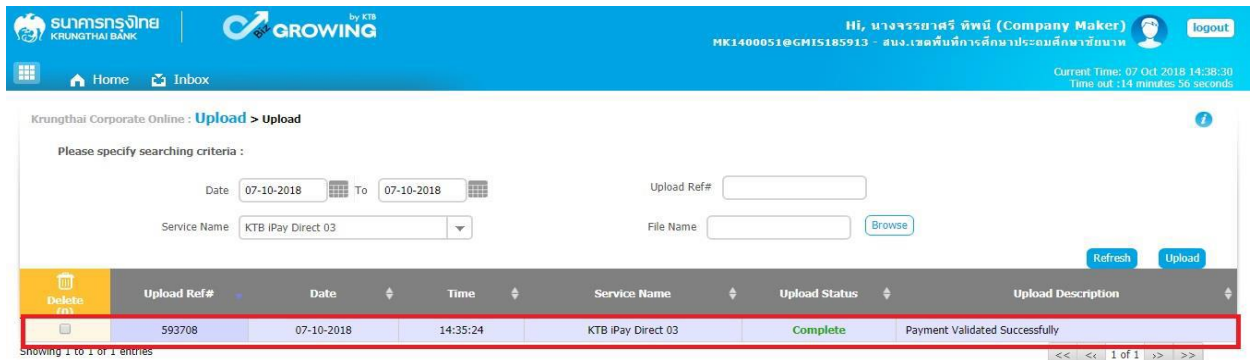 ธนาคารกรุงไทย
KRUNGTHAI BANK
Biz GROWING
by KTB
Hi, นางจรรยาศรี ทิพนี (Company Maker)
logout
MK1400051@GMIS185913 - สนง.เขตพื้นที่การศึกษาประถมศึกษาชัยนาท
Home Inbox
Current Time: 07 Oct 2018 14:38:30
Time out :14 minutes 56 seconds
Krungthai Corporate Online : Upload > Upload
Please specify searching criteria :
Date 07-10-2018 To 07-10-2018 Upload Ref#
Service Name KTB iPay Direct 03 File Name Browse
Refresh Upload
Delete (0) Upload Ref# Date Time Service Name Upload Status Upload Description
593708 07-10-2018 14:35:24 KTB iPay Direct 03 Complete Payment Validated Successfully
Showing 1 to 1 of 1 entries << <‹ 1 of 1 ›> >>